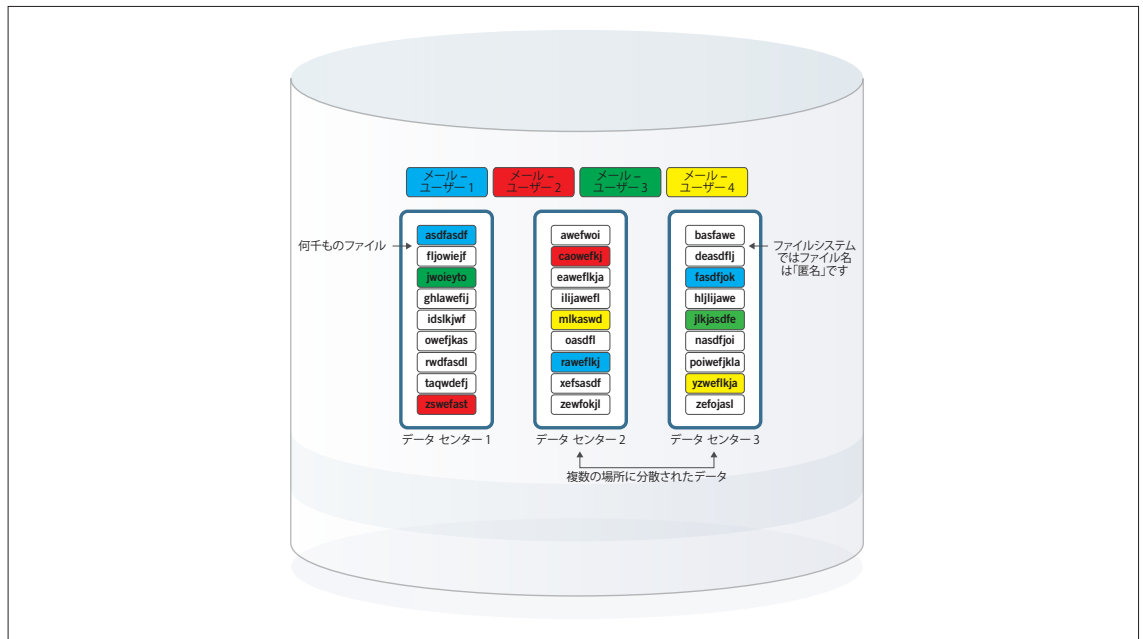 メール –
ユーザー 1
メール –
ユーザー 2
メール –
ユーザー 3
メール –
ユーザー 4
何千ものファイル
asdfasdf
fljowiejf
jwoieyto
ghlawefij
idslkjwf
owefjkas
rwdfasdl
taqwdefj
zswefast
データ センター 1
awefwoi
caowefkj
eaweflkja
ilijawefl
mlkaswd
oasdfl
raweflkj
xefsasdf
zewfokjl
データ センター 2
basfawe
deasdflj
fasdfjok
hljlijawe
jlkjasdfe
nasdfjoi
poiwefjkla
yzweflkja
zefojasl
データ センター 3
ファイルシステム
ではファイル名
は「匿名」です
複数の場所に分散されたデータ